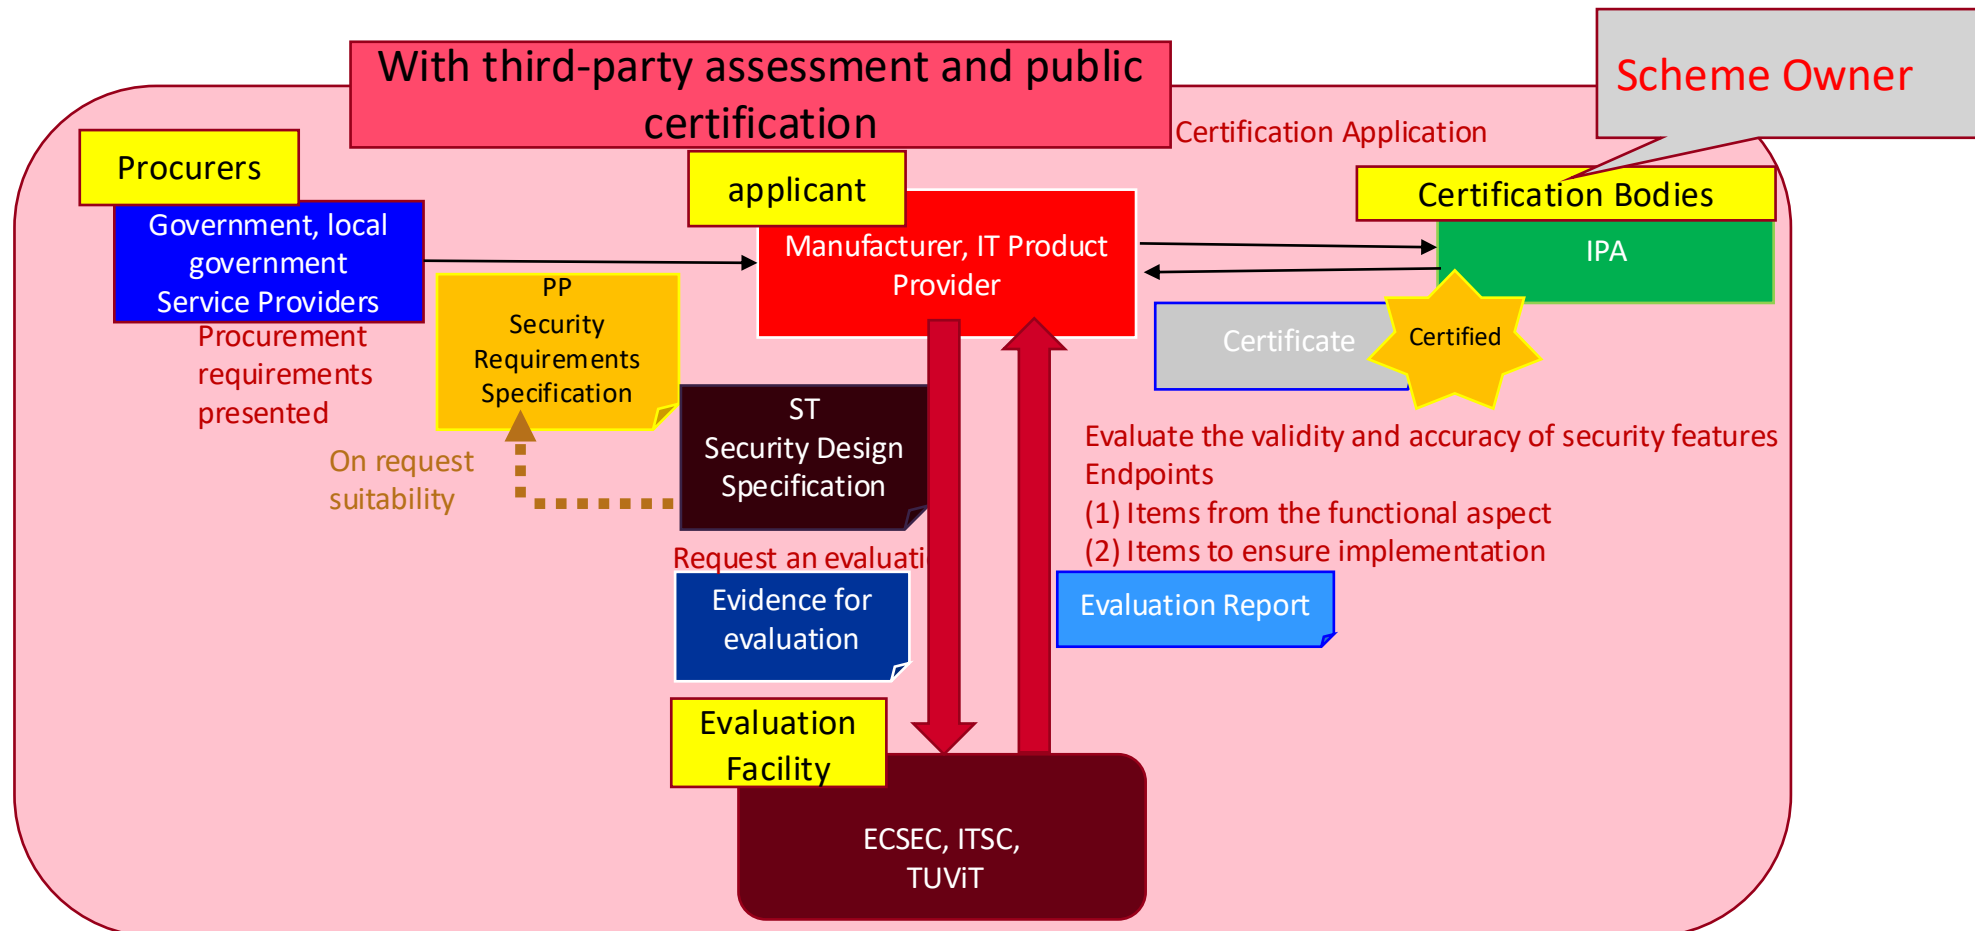 With third-party assessment and public
certification
Scheme Owner
Certification Application
Procurers
Government, local
government
Service Providers
Procurement
requirements
presented
PP
Security
Requirements
Specification
On request
suitability
applicant
Manufacturer, IT Product
Provider
Certification Bodies
IPA
Certificate
Certified
ST
Security Design
Specification
Evaluate the validity and accuracy of security features
Endpoints
(1) Items from the functional aspect
(2) Items to ensure implementation
Request an evaluati
Evidence for
evaluation
Evaluation Report
Evaluation
Facility
ECSEC, ITSC,
TUViT